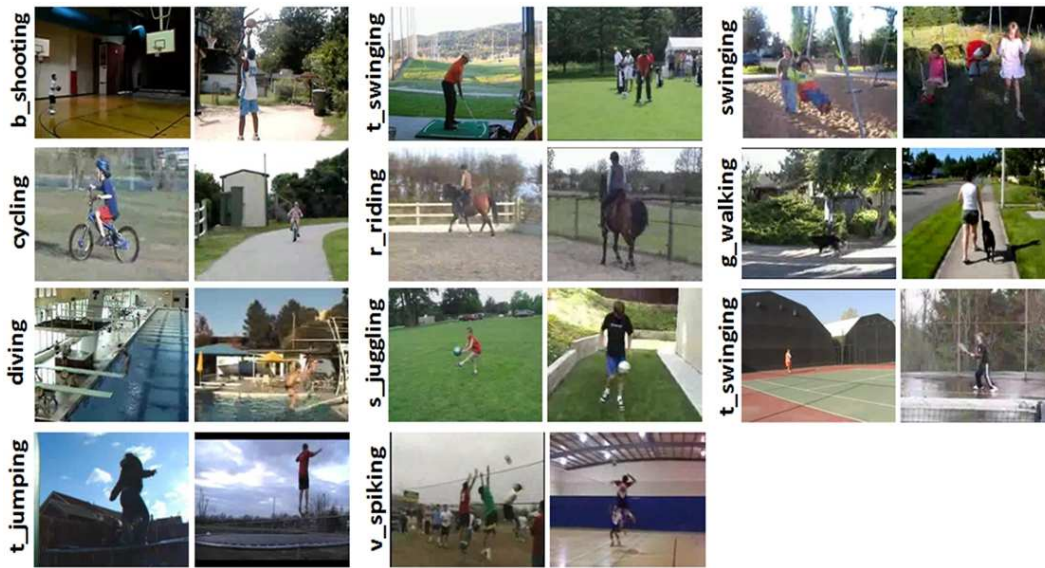 b_shooting
t_swinging
swinging
cycling
r_riding
g_walking
diving
s_juggling
t_swinging
t_jumping
v_spiking